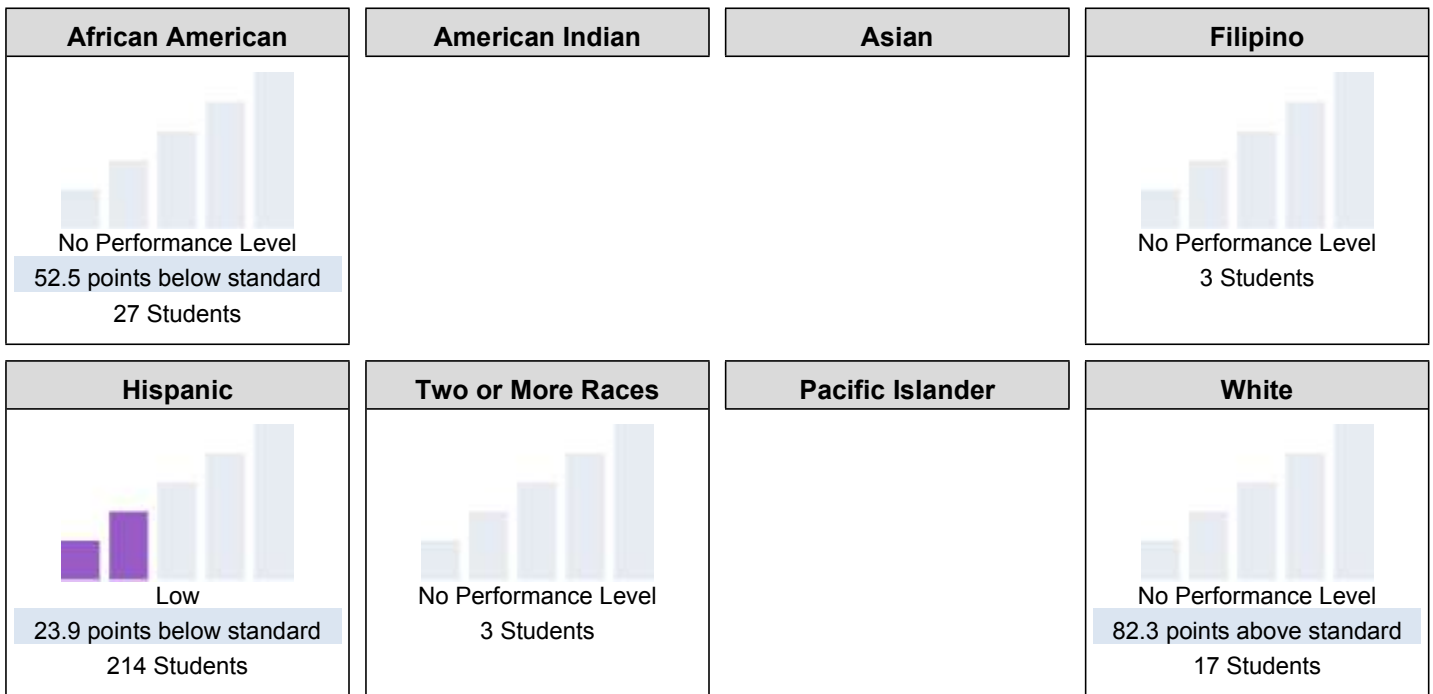 African American
American Indian
Asian
Filipino
No Performance Level
52.5 points below standard
27 Students
No Performance Level
3 Students
Hispanic
Two or More Races
Pacific Islander
White
Low
23.9 points below standard
214 Students
No Performance Level
3 Students
No Performance Level
82.3 points above standard
17 Students